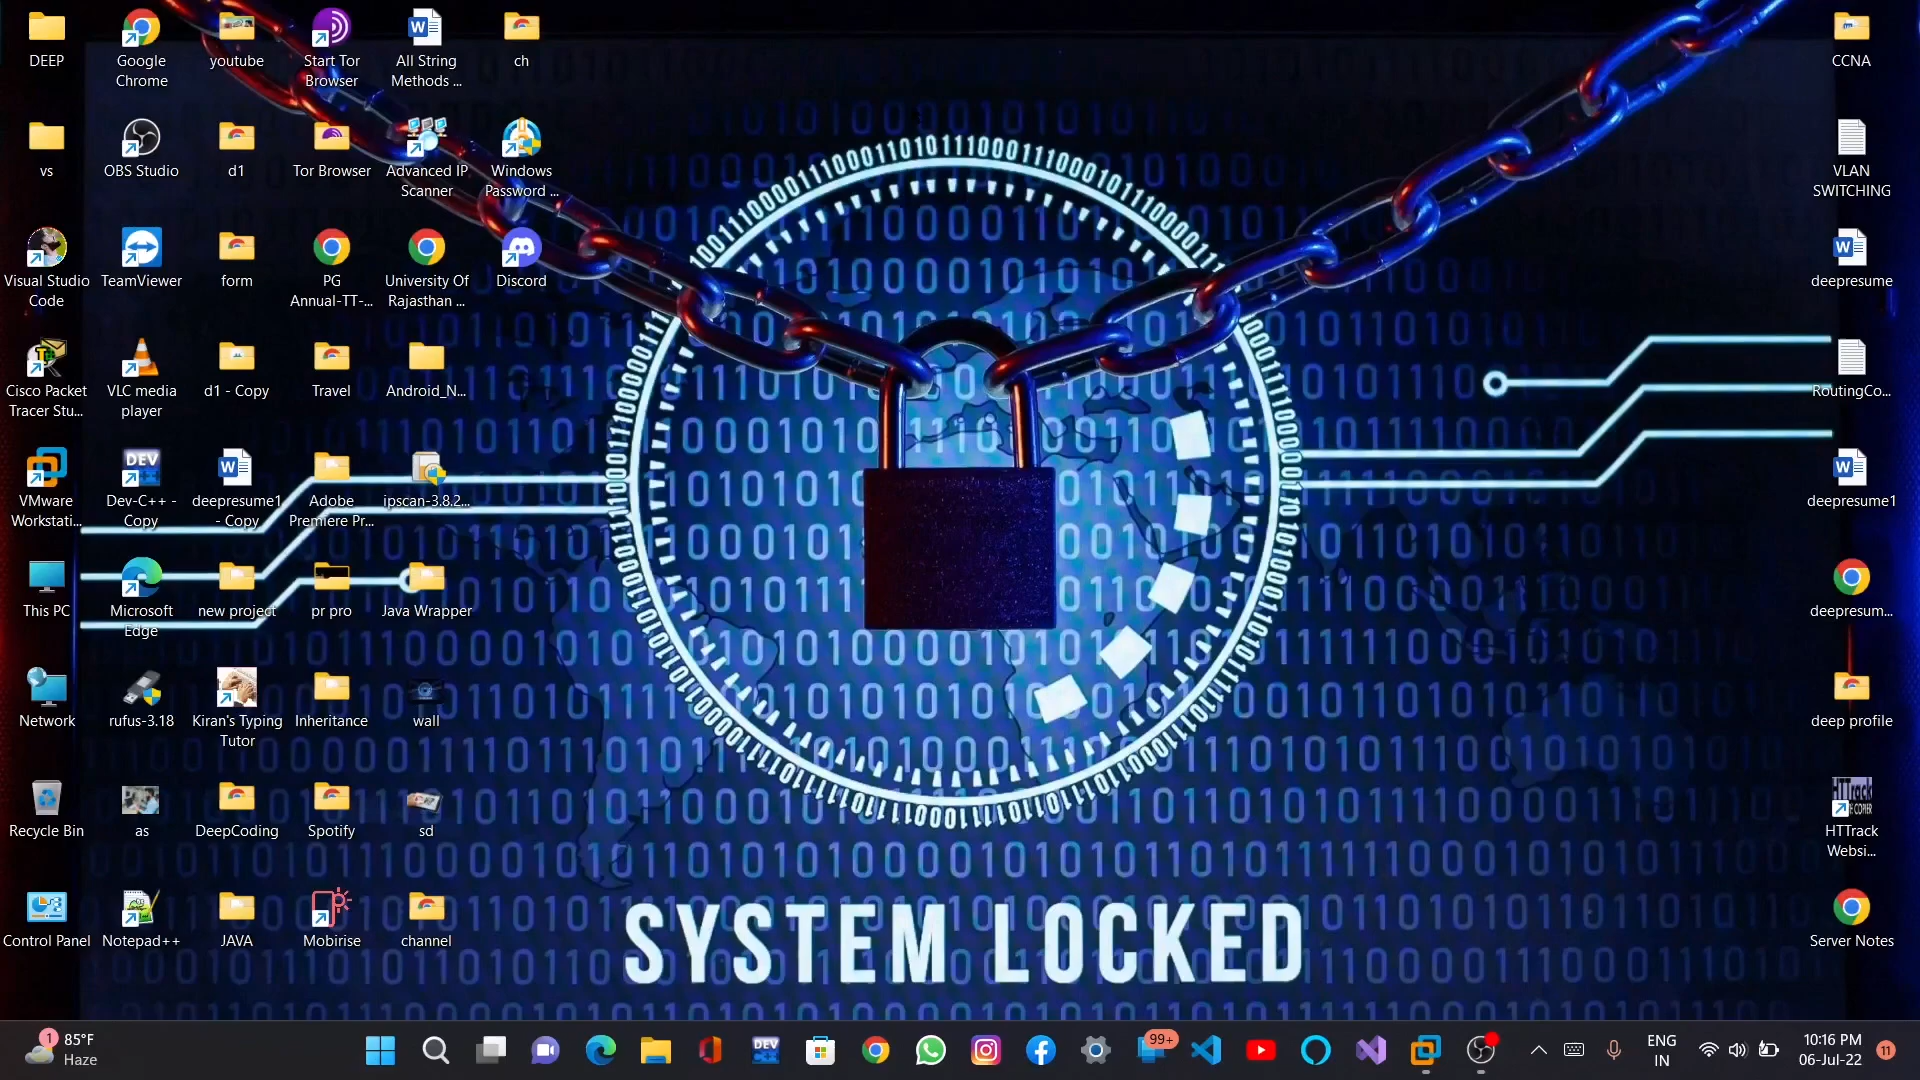 DEEP
Google
Chrome
youtube
Start Tor
Browser
All String
Methods ...
ch
CCNA
vs
OBS Studio
d1
Tor Browser
Advanced IP
Scanner
Windows
Password ...
VLAN
SWITCHING
Visual Studio
Code
TeamViewer
form
PG
Annual-TT-...
University Of
Rajasthan ...
Discord
deepresume
Cisco Packet
Tracer Stu...
VLC media
player
d1 - Copy
Travel
Android_N...
RoutingCo...
VMware
Workstati...
DEV
Dev-C++ -
Copy
deepresume1
- Copy
Adobe
Premiere Pr...
ipscan-3.8.2...
deepresume1
This PC
Microsoft
Edge
new project
pr pro
Java Wrapper
deepresum...
Network
rufus-3.18
Kiran's Typing
Tutor
Inheritance
wall
deep profile
Recycle Bin
as
DeepCoding
Spotify
sd
HTTrack
Websi...
Control Panel
Notepad++
JAVA
Mobirise
channel
Server Notes
SYSTEM LOCKED
1
85°F
Haze
DEV
99+
ENG
IN
10:16 PM
06-Jul-22
11